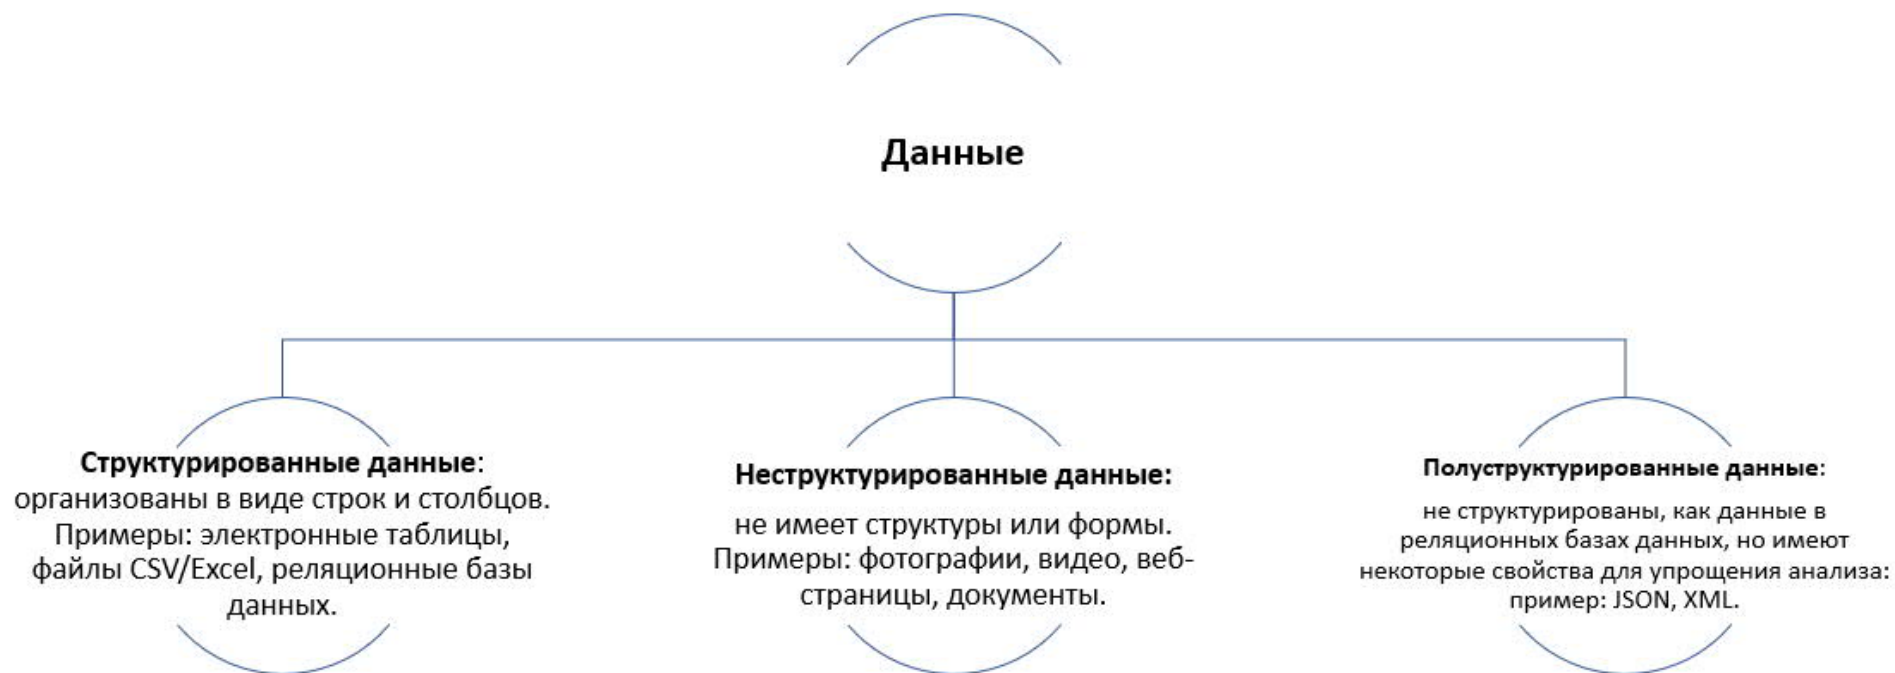 Данные
Структурированные данные:
организованы в виде строк и столбцов.
Примеры: электронные таблицы,
файлы CSV/Excel, реляционные базы
данных.
Неструктурированные данные:
не имеет структуры или формы.
Примеры: фотографии, видео, веб-
страницы, документы.
Полуструктурированные данные:
не структурированы, как данные в
реляционных базах данных, но имеют
некоторые свойства для упрощения анализа:
пример: JSON, XML.